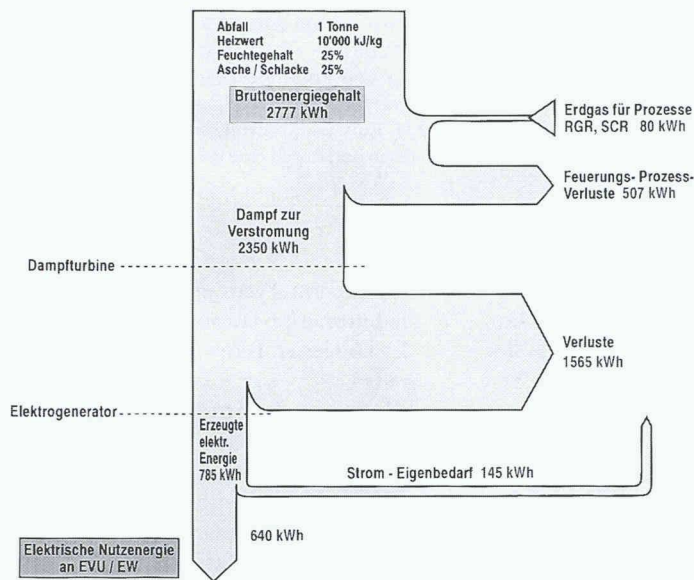 Abfall 1 Tonne
Heizwert 10'000 kJ/kg
Feuchtegehalt 25%
Asche / Schlacke 25%
Bruttoenergiegehalt
2777 kWh
Erdgas für Prozesse
RGR, SCR 80 kWh
Feuerungs- Prozess-
Verluste 507 kWh
Dampf zur
Verstromung
2350 kWh
Dampfturbine
Verluste
1565 kWh
Elektrogenerator
Erzeugte
elektr.
Energie
785 kWh
Strom - Eigenbedarf 145 kWh
640 kWh
Elektrische Nutzenergie
an EVU / EW